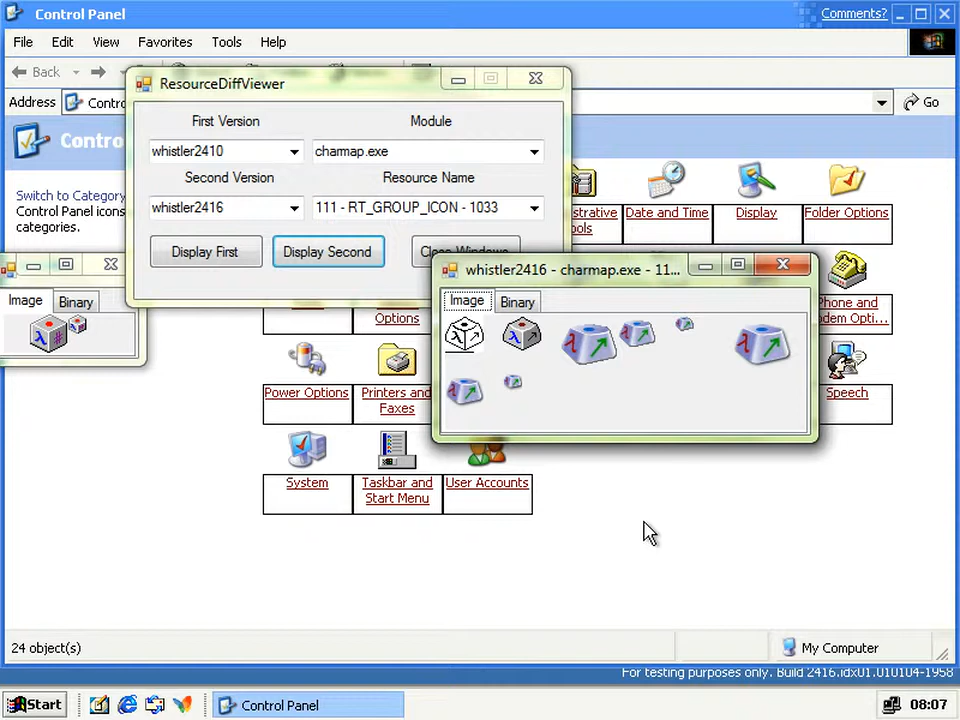 Control Panel
Comments?
File Edit View Favorites Tools Help
Back
Address
Contro
Go
ResourceDiffViewer
First Version
Module
whistler2410
charmap.exe
Second Version
Resource Name
whistler2416
111 - RT_GROUP_ICON - 1033
Display First
Display Second
Contro
Switch to Category
Control Panel icons
categories.
Date and Time
Display
Folder Options
Image
Binary
whistler2416 - charmap.exe - 11...
Image
Binary
Options
Phone and
Power Options
Printers and
Faxes
Speech
System
Taskbar and
Start Menu
User Accounts
24 object(s)
My Computer
For testing purposes only. Build 2416.idx01.010104-1958
Start
Control Panel
08:07